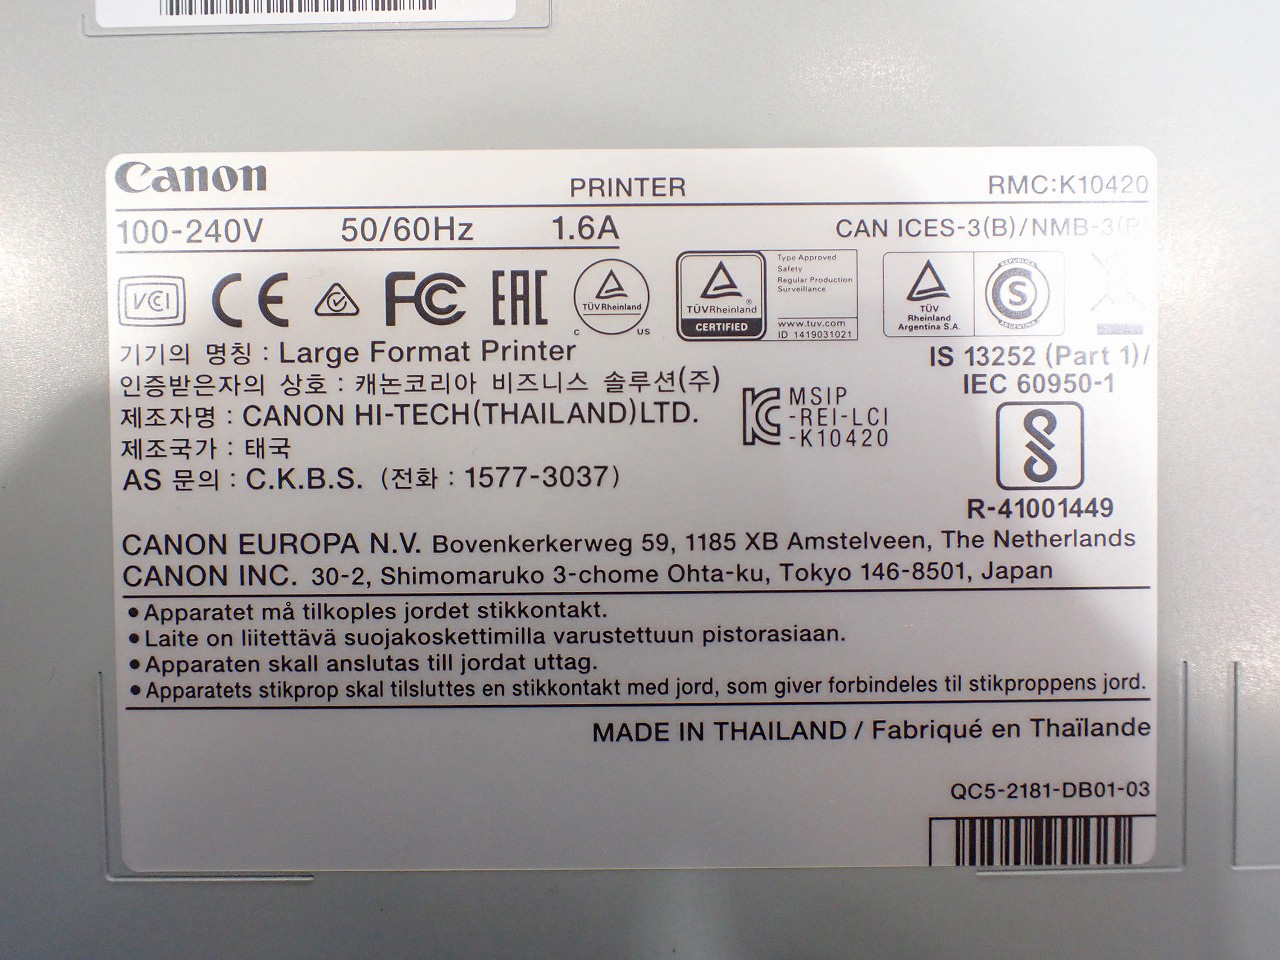 Canon
PRINTER
RMC:K10420
100-240V 50/60Hz 1.6A
CAN ICES-3(B)/NMB-3(B
VCI
CE
FC
EAC
TÜVRheinland
C US
TÜVRheinland®
CERTIFIED
Type Approved
Safety
Regular Production
Surveillance
www.tuv.com
ID 1419031021
TÜV
Rheinland
Argentina S.A.
REPUBLICA
S
ARGENTINA
기기의 명칭 : Large Format Printer
인증받은자의 상호 : 캐논코리아 비즈니스 솔루션(주)
제조자명 : CANON HI-TECH(THAILAND)LTD.
제조국가 : 태국
AS 문의 : C.K.B.S. (전화 : 1577-3037)
MSIP
-REI-LCI
-K10420
IS 13252 (Part 1)/
IEC 60950-1
R-41001449
CANON EUROPA N.V. Bovenkerkerweg 59, 1185 XB Amstelveen, The Netherlands
CANON INC. 30-2, Shimomaruko 3-chome Ohta-ku, Tokyo 146-8501, Japan
•Apparatet må tilkoples jordet stikkontakt.
•Laite on liitettävä suojakoskettimilla varustettuun pistorasiaan.
•Apparaten skall anslutas till jordat uttag.
•Apparatets stikprop skal tilsluttes en stikkontakt med jord, som giver forbindeles til stikproppens jord.
MADE IN THAILAND / Fabriqué en Thaïlande
QC5-2181-DB01-03